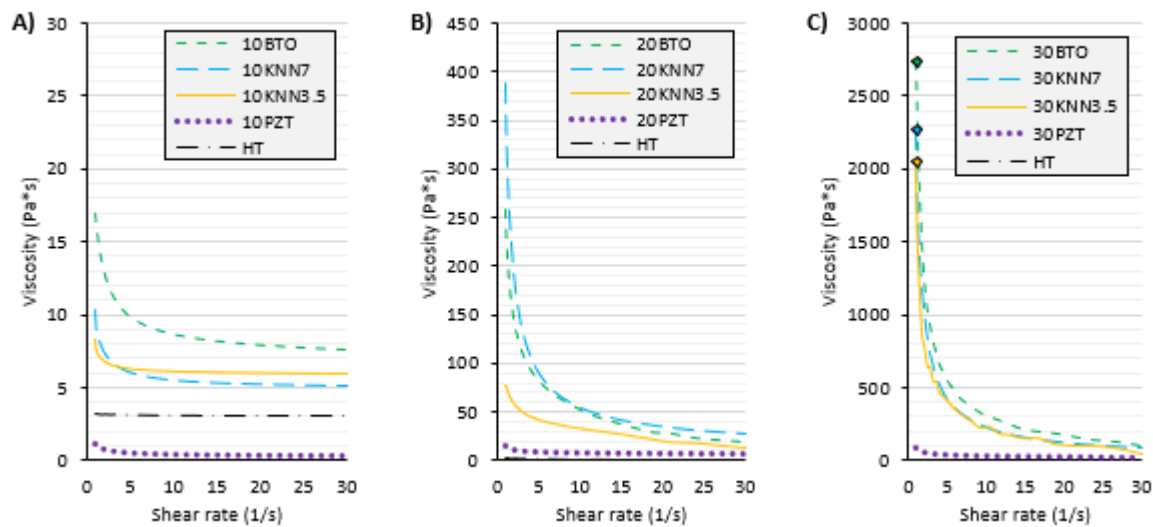 A)
Viscosity (Pa*s)
30
25
20
15
10
5
0
10BTO
10KNN7
10KNN3.5
10PZT
HT
0 5 10 15 20 25 30
Shear rate (1/s)
B)
Viscosity (Pa*s)
450
400
350
300
250
200
150
100
50
0
20BTO
20KNN7
20KNN3.5
20PZT
HT
0 5 10 15 20 25 30
Shear rate (1/s)
C)
Viscosity (Pa*s)
3000
2500
2000
1500
1000
500
0
30BTO
30KNN7
30KNN3.5
30PZT
HT
0 5 10 15 20 25 30
Shear rate (1/s)